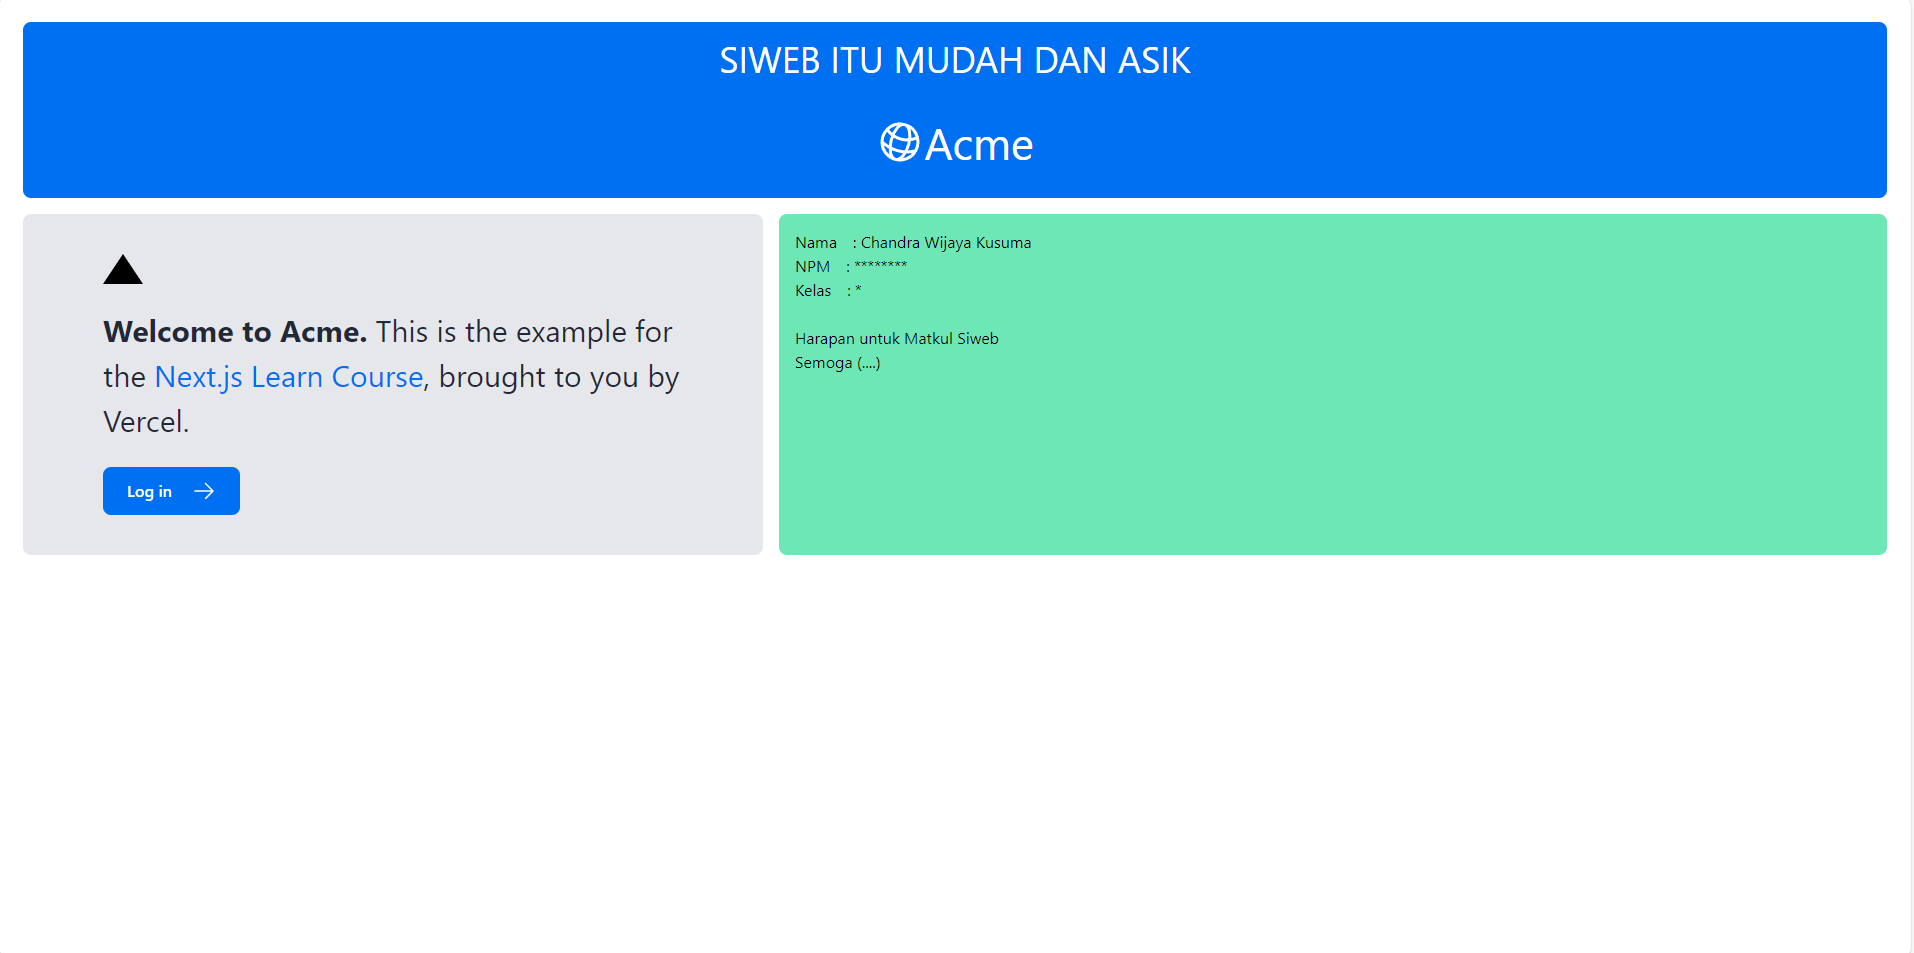 SIWEB ITU MUDAH DAN ASIK
Acme
Welcome to Acme. This is the example for
the Next.js Learn Course, brought to you by
Vercel.
Log in
Nama : Chandra Wijaya Kusuma
NPM : ********
Kelas : *
Harapan untuk Matkul Siweb
Semoga (....)